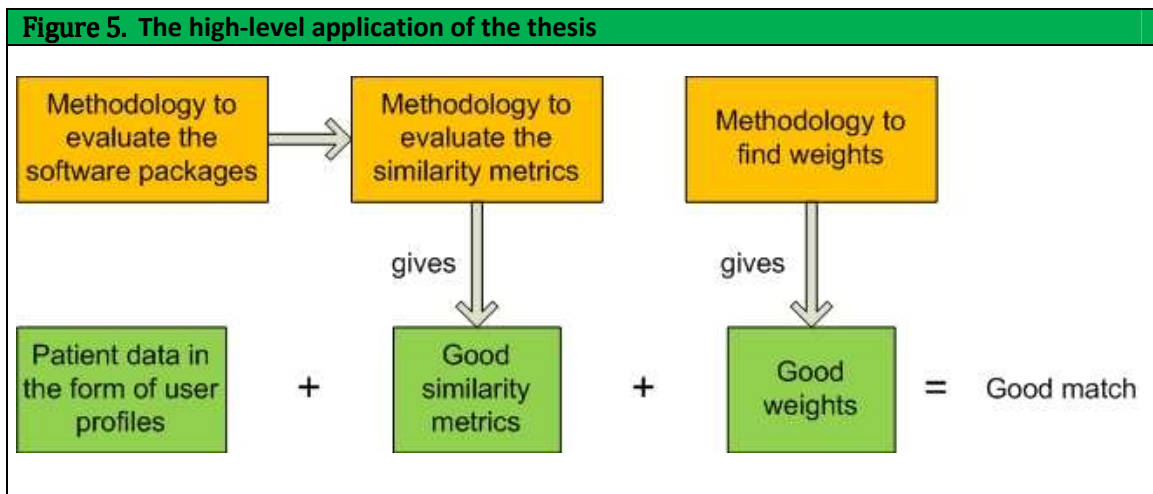 Figure 5. The high-level application of the thesis
Methodology to
evaluate the
software packages
Methodology to
evaluate the
similarity metrics
Methodology to
find weights
gives
gives
Patient data in
the form of user
profiles
+
Good
similarity
metrics
+
Good
weights
=
Good match